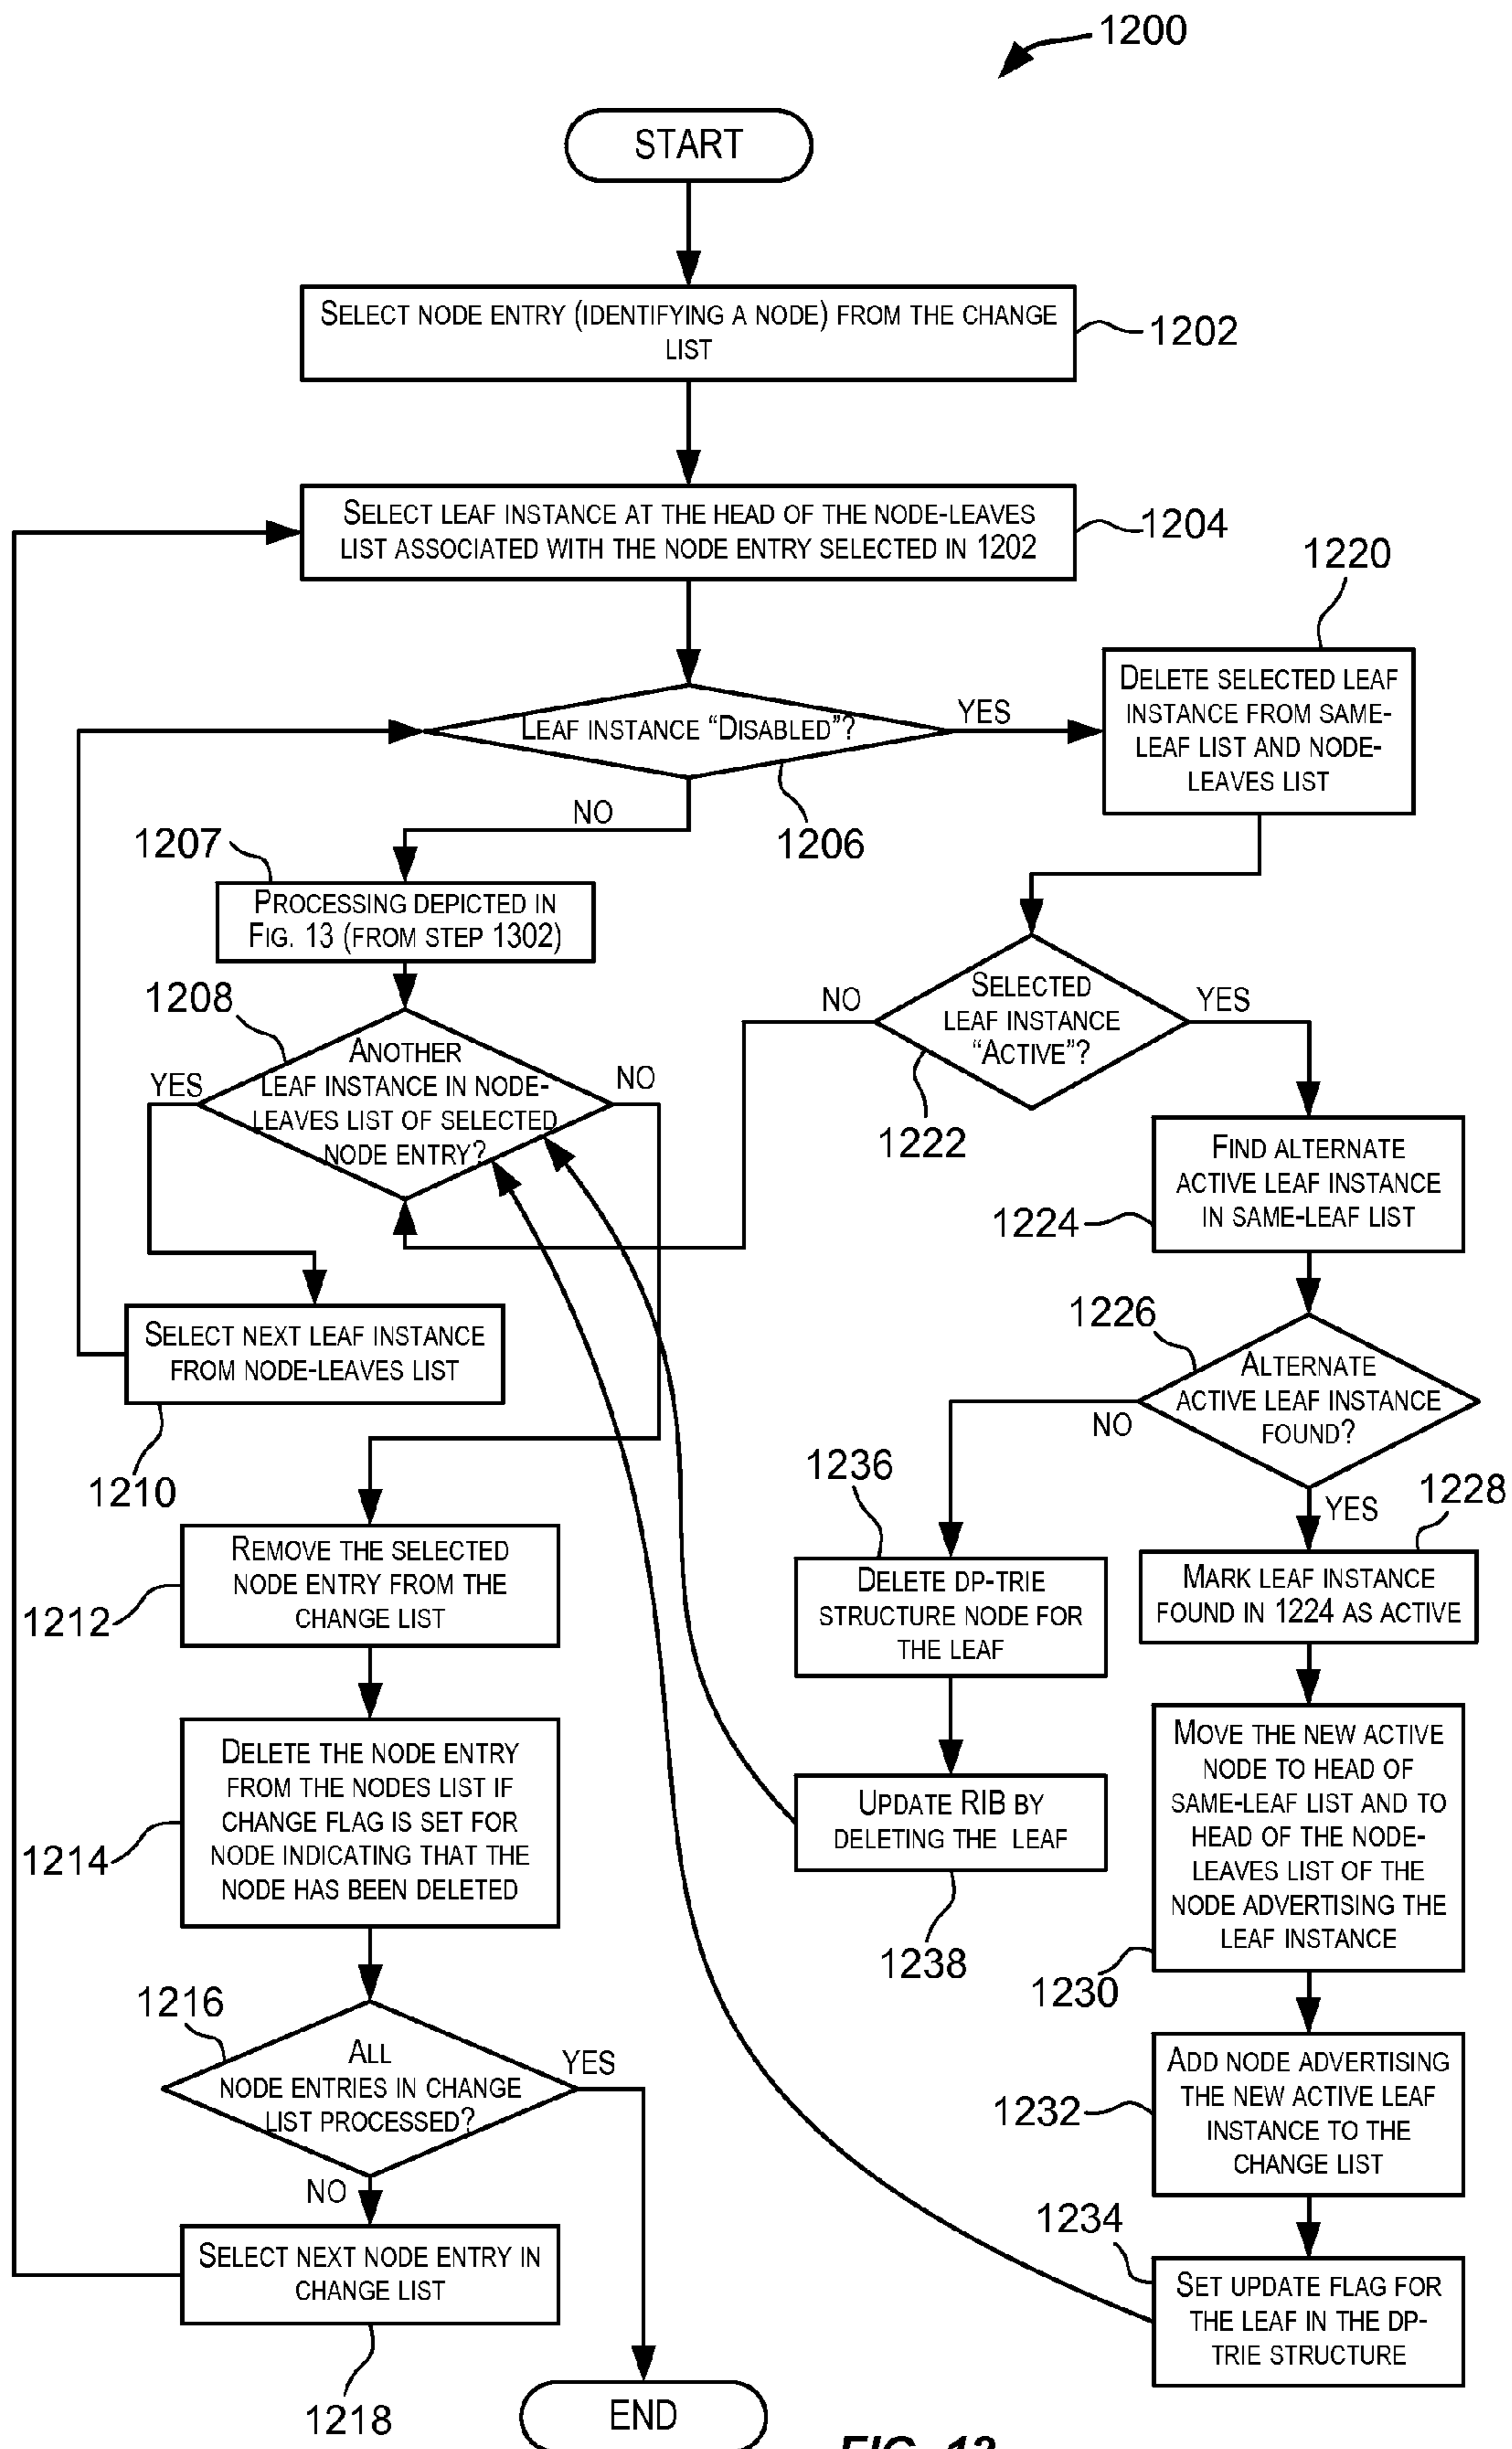 1200
START
SELECT NODE ENTRY (IDENTIFYING A NODE) FROM THE CHANGE
LIST
1202
SELECT LEAF INSTANCE AT THE HEAD OF THE NODE-LEAVES
LIST ASSOCIATED WITH THE NODE ENTRY SELECTED IN 1202
1204
1220
DELETE SELECTED LEAF
INSTANCE FROM SAME-
LEAF LIST AND NODE-
LEAVES LIST
LEAF INSTANCE “DISABLED”?
YES
NO
1206
1207
PROCESSING DEPICTED IN
FIG. 13 (FROM STEP 1302)
1208
ANOTHER
LEAF INSTANCE IN NODE-
LEAVES LIST OF SELECTED
NODE ENTRY?
YES
NO
NO
SELECTED
LEAF INSTANCE
“ACTIVE”?
YES
1222
FIND ALTERNATE
ACTIVE LEAF INSTANCE
IN SAME-LEAF LIST
1224
SELECT NEXT LEAF INSTANCE
FROM NODE-LEAVES LIST
1210
1226
ALTERNATE
ACTIVE LEAF INSTANCE
FOUND?
NO
YES
1236
1228
REMOVE THE SELECTED
NODE ENTRY FROM THE
CHANGE LIST
1212
DELETE DP-TRIE
STRUCTURE NODE FOR
THE LEAF
MARK LEAF INSTANCE
FOUND IN 1224 AS ACTIVE
DELETE THE NODE ENTRY
FROM THE NODES LIST IF
CHANGE FLAG IS SET FOR
NODE INDICATING THAT THE
NODE HAS BEEN DELETED
1214
UPDATE RIB BY
DELETING THE LEAF
1238
MOVE THE NEW ACTIVE
NODE TO HEAD OF
SAME-LEAF LIST AND TO
HEAD OF THE NODE-
LEAVES LIST OF THE
NODE ADVERTISING THE
LEAF INSTANCE
1230
1216
ALL
NODE ENTRIES IN CHANGE
LIST PROCESSED?
YES
NO
ADD NODE ADVERTISING
THE NEW ACTIVE LEAF
INSTANCE TO THE
CHANGE LIST
1232
1234
SELECT NEXT NODE ENTRY IN
CHANGE LIST
1218
SET UPDATE FLAG FOR
THE LEAF IN THE DP-
TRIE STRUCTURE
END